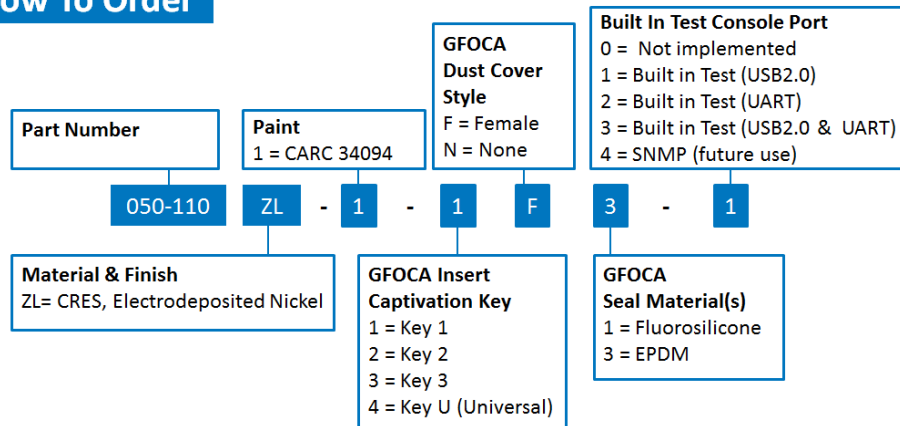 ow To Order
Part Number
Paint
1 = CARC 34094
GFOCA
Dust Cover
Style
F = Female
N = None
Built In Test Console Port
0 = Not implemented
1 = Built in Test (USB2.0)
2 = Built in Test (UART)
3 = Built in Test (USB2.0 & UART)
4 = SNMP (future use)
050-110 ZL - 1 - 1 F 3 - 1
Material & Finish
ZL= CRES, Electrodeposited Nickel
GFOCA Insert
Captivation Key
1 = Key 1
2 = Key 2
3 = Key 3
4 = Key U (Universal)
GFOCA
Seal Material(s)
1 = Fluorosilicone
3 = EPDM